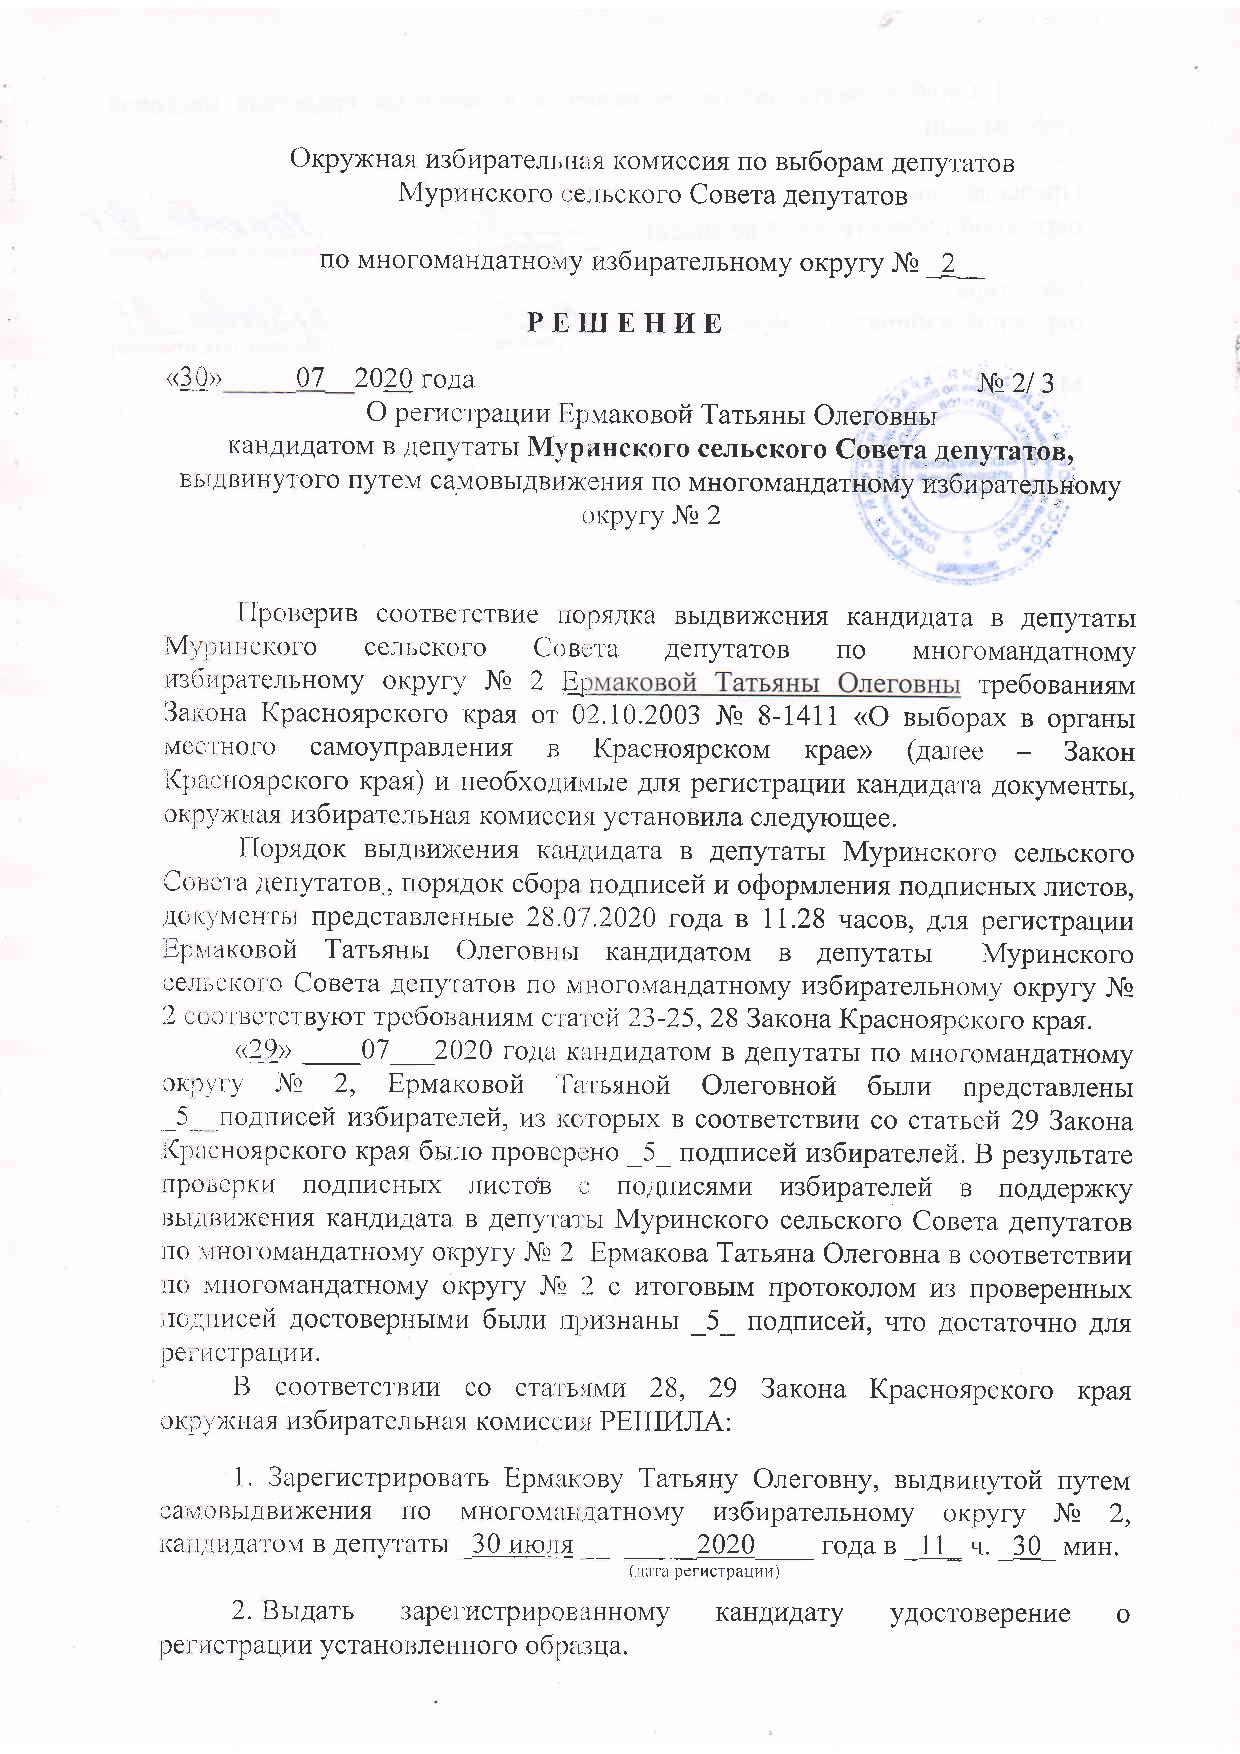 Окружная избирательная комиссия по выборам депутатов
Муринского сельского Совета депутатов
по многомандатному избирательному округу № _2__
Р Е Ш Е Н И Е
«30»_____07__2020 года № 2/ 3
О регистрации Ермаковой Татьяны Олеговны
кандидатом в депутаты Муринского сельского Совета депутатов,
выдвинутого путем самовыдвижения по многомандатному избирательному
округу № 2
Проверив соответствие порядка выдвижения кандидата в депутаты
Муринского сельского Совета депутатов по многомандатному
избирательному округу № 2 Ермаковой Татьяны Олеговны требованиям
Закона Красноярского края от 02.10.2003 № 8-1411 «О выборах в органы
местного самоуправления в Красноярском крае» (далее – Закон
Красноярского края) и необходимые для регистрации кандидата документы,
окружная избирательная комиссия установила следующее.
Порядок выдвижения кандидата в депутаты Муринского сельского
Совета депутатов,, порядок сбора подписей и оформления подписных листов,
документы представленные 28.07.2020 года в 11.28 часов, для регистрации
Ермаковой Татьяны Олеговны кандидатом в депутаты Муринского
сельского Совета депутатов по многомандатному избирательному округу №
2 соответствуют требованиям статей 23-25, 28 Закона Красноярского края.
«29» ____07___2020 года кандидатом в депутаты по многомандатному
округу № 2, Ермаковой Татьяной Олеговной были представлены
_5__подписей избирателей, из которых в соответствии со статьей 29 Закона
Красноярского края было проверено _5_ подписей избирателей. В результате
проверки подписных листов с подписями избирателей в поддержку
выдвижения кандидата в депутаты Муринского сельского Совета депутатов
по многомандатному округу № 2 Ермакова Татьяна Олеговна в соответствии
по многомандатному округу № 2 с итоговым протоколом из проверенных
подписей достоверными были признаны _5_ подписей, что достаточно для
регистрации.
В соответствии со статьями 28, 29 Закона Красноярского края
окружная избирательная комиссия РЕШИЛА:
1. Зарегистрировать Ермакову Татьяну Олеговну, выдвинутой путем
самовыдвижения по многомандатному избирательному округу № 2,
кандидатом в депутаты _30 июля __ _____2020____ года в _11_ ч. _30_ мин.
(дата регистрации)
2. Выдать зарегистрированному кандидату удостоверение о
регистрации установленного образца.